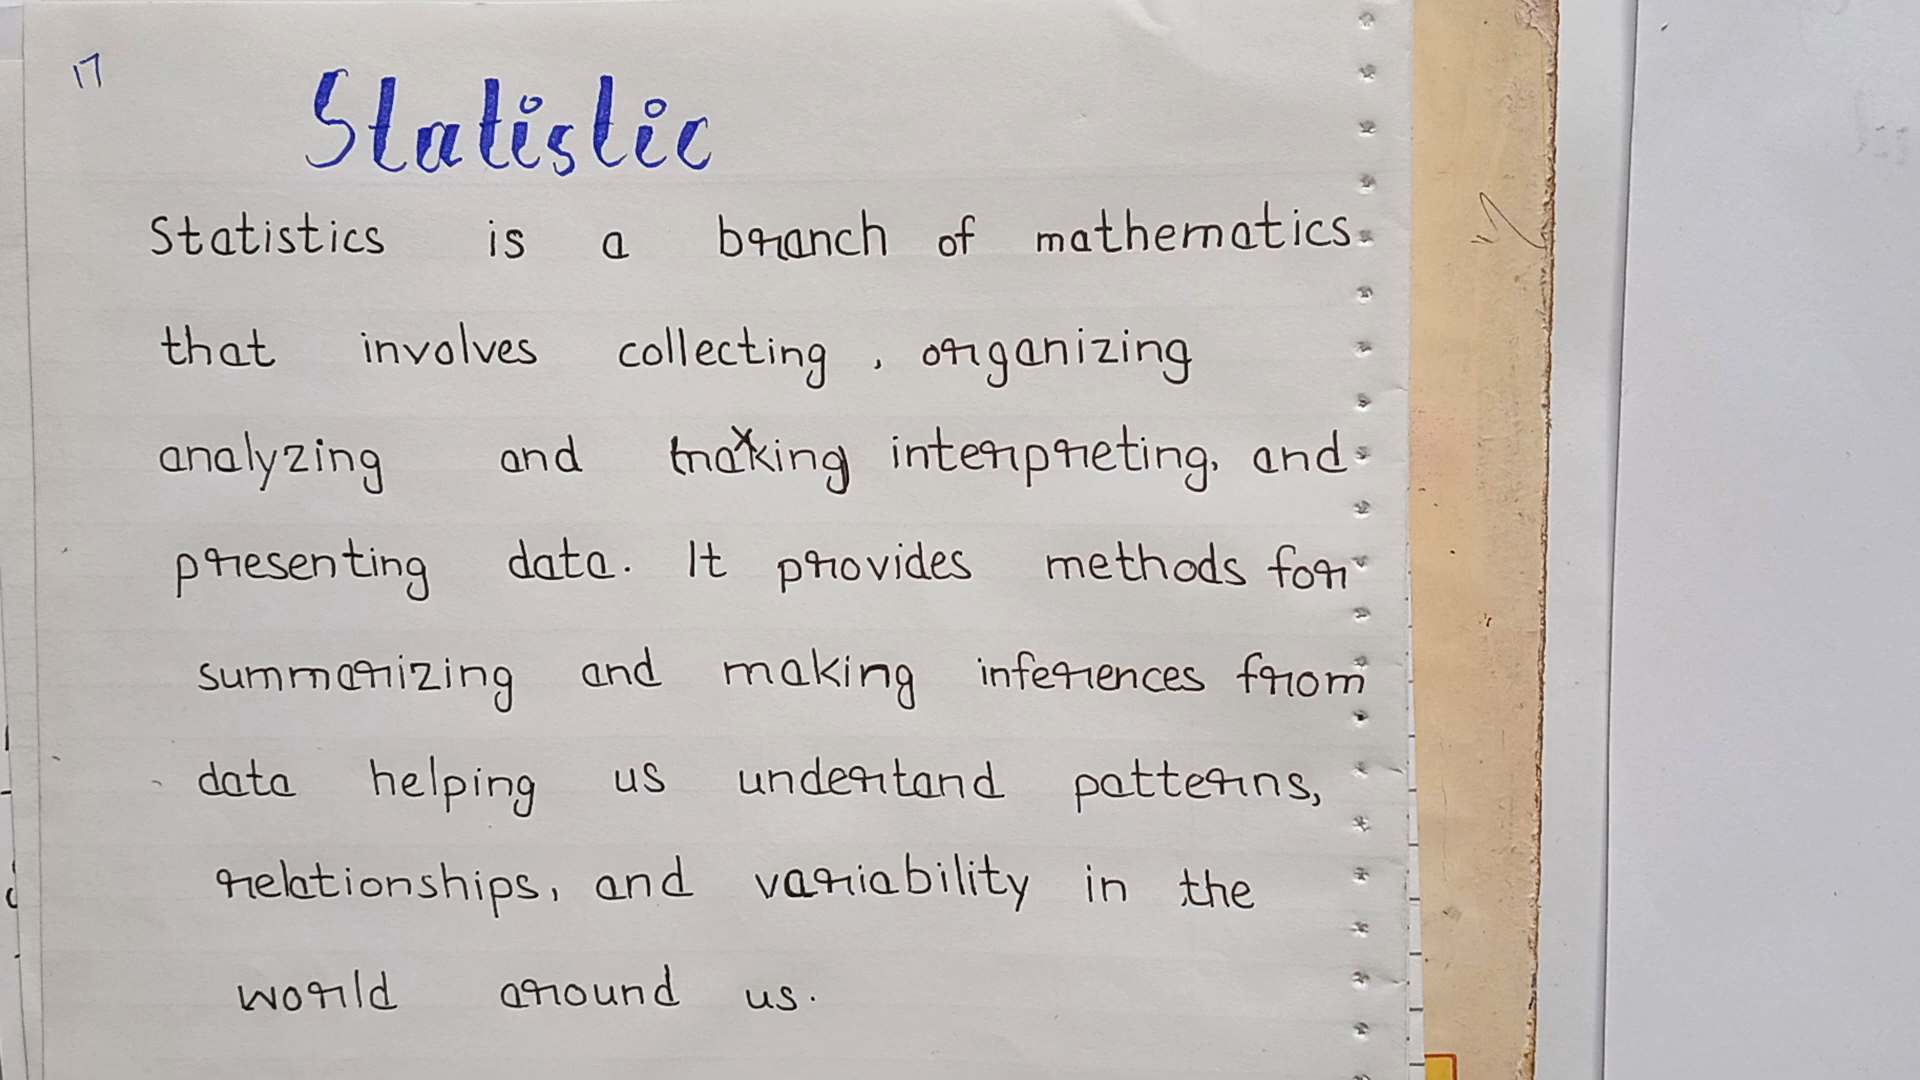 17
Statistic
Statistics is a branch of mathematics
that involves collecting, organizing
analyzing and making interpreting, and
presenting data. It provides methods for
summarizing and making inferences from
data helping us undertand patterns,
relationships, and variability in the
world around us.